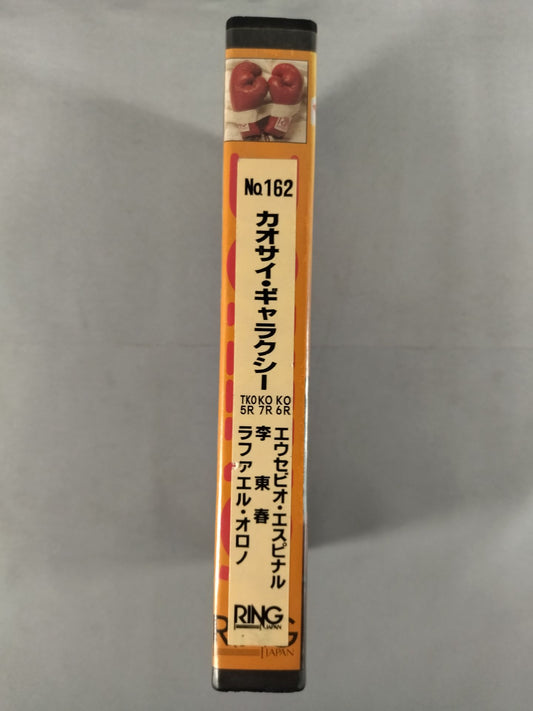 No.162
カオサイ・ギャラクシー
KO 6R
エウセビオ・エスピナル
KO 7R
李東春
TKO 5R
ラファエル・オロノ
RING JAPAN
RING
JAPAN